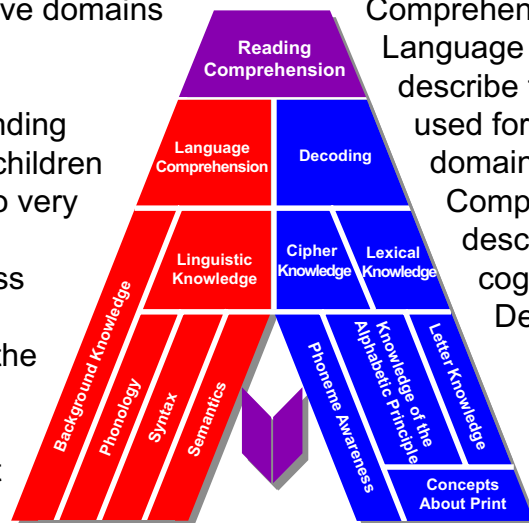 ve domains
nding
children
o very
ss
the
t
Reading
Comprehension
Language
Comprehension
Decoding
Linguistic
Knowledge
Cipher
Knowledge
Lexical
Knowledge
Background Knowledge
Phonology
Syntax
Semantics
Phoneme Awareness
Knowledge of the
Alphabetic Principle
Letter Knowledge
Concepts
About Print
Comprehen
Language
describe
used for
domain
Comp
desc
cog
De